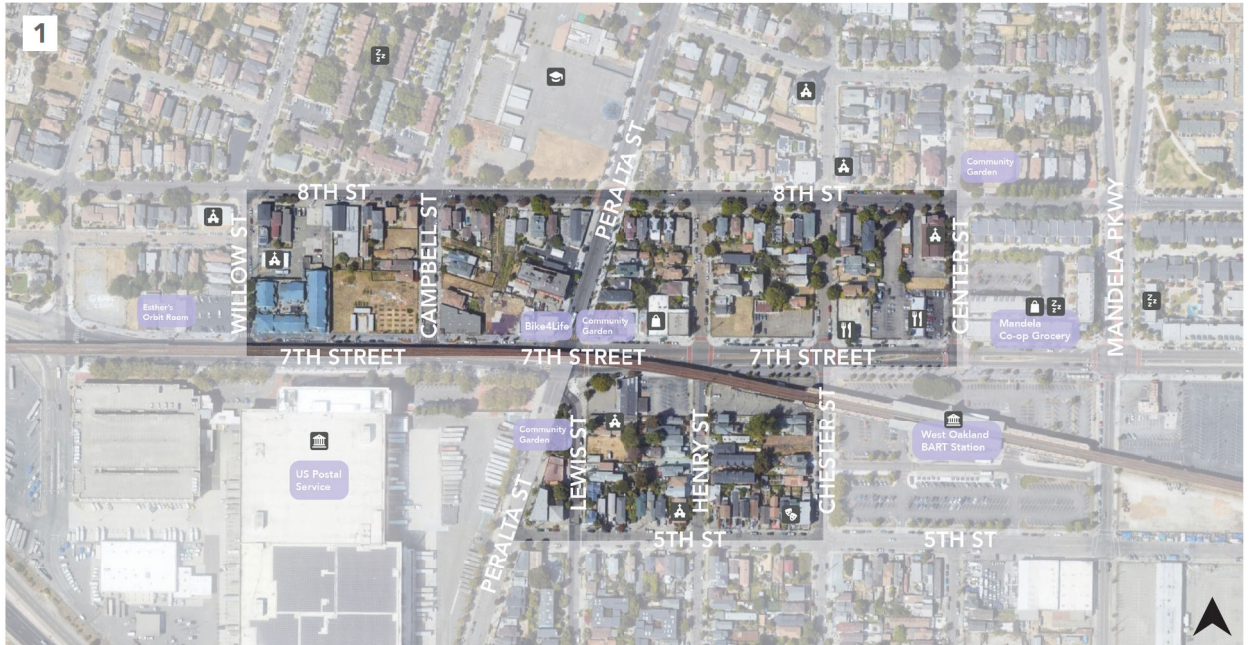 1
Z
z
z
PERALTA ST
Community
Garden
8TH ST
8TH ST
WILLOW ST
CAMPBELL ST
CENTER ST
MANDELA PKWY
Esther's
Orbit Room
Bike4Life
Community
Garden
Z
z
z
Z
z
z
Mandela
Co-op Grocery
7TH STREET
7TH STREET
7TH STREET
Community
Garden
LEWIS ST
HENRY ST
CHESTER ST
West Oakland
BART Station
US Postal
Service
PERALTA ST
5TH ST
5TH ST